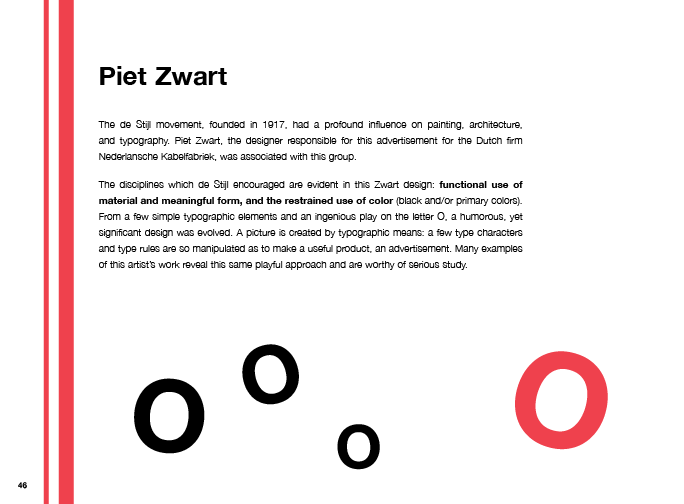 Piet Zwart
The de Stijl movement, founded in 1917, had a profound influence on painting, architecture,
and typography. Piet Zwart, the designer responsible for this advertisement for the Dutch firm
Nederlansche Kabelfabriek, was associated with this group.
The disciplines which de Stijl encouraged are evident in this Zwart design: functional use of
material and meaningful form, and the restrained use of color (black and/or primary colors).
From a few simple typographic elements and an ingenious play on the letter O, a humorous, yet
significant design was evolved. A picture is created by typographic means: a few type characters
and type rules are so manipulated as to make a useful product, an advertisement. Many examples
of this artist's work reveal this same playful approach and are worthy of serious study.
O O O O
46